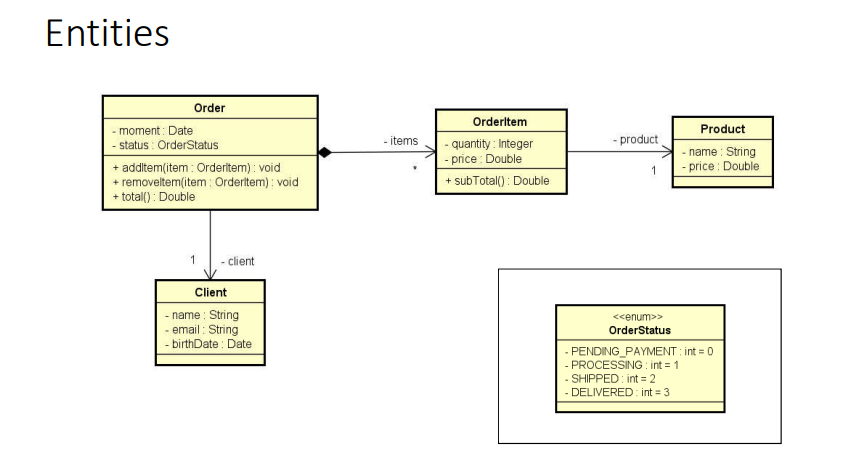 Entities
Order
- moment : Date
- status : OrderStatus
+ addItem(item : OrderItem) : void
+ removeItem(item : OrderItem) : void
+ total() : Double
- items
*
OrderItem
- quantity : Integer
- price : Double
+ subTotal() : Double
- product
1
Product
- name : String
- price : Double
1
- client
Client
- name : String
- email : String
- birthDate : Date
<<enum>>
OrderStatus
- PENDING_PAYMENT : int = 0
- PROCESSING : int = 1
- SHIPPED : int = 2
- DELIVERED : int = 3